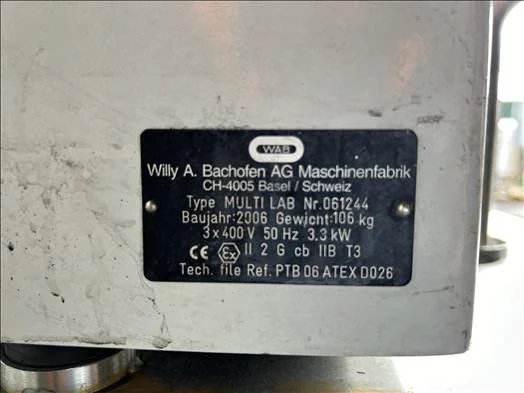 WAB
Willy A. Bachofen AG Maschinenfabrik
CH-4005 Basel / Schweiz
Type MULTI LAB Nr. 061244
Baujahr: 2006 Gewicht: 106 kg
3 x 400 V 50 Hz 3.3 kW
CE Ex II 2 G cb IIB T3
Tech. file Ref. PTB 06 ATEX D026